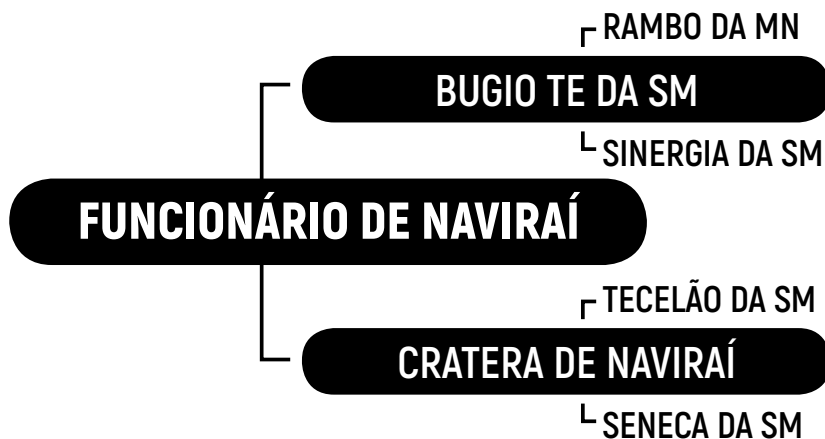 RAMBO DA MN
BUGIO TE DA SM
SINERGIA DA SM
FUNCIONÁRIO DE NAVIRAÍ
TECELÃO DA SM
CRATERA DE NAVIRAÍ
SENECA DA SM